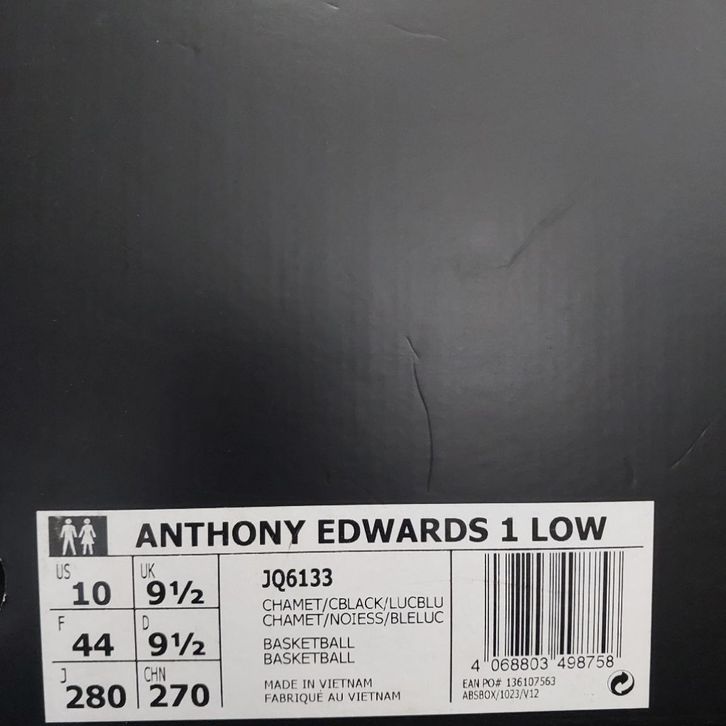 ANTHONY EDWARDS 1 LOW
US 10 UK 9½
F 44 D 9½
J 280 CHN 270
JQ6133
CHAMET/CBLACK/LUCBLU
CHAMET/NOIESS/BLELUC
BASKETBALL
BASKETBALL
MADE IN VIETNAM
FABRIQUÉ AU VIETNAM
4 068803 498758
EAN PO# 136107563
ABSBOX/1023/V12